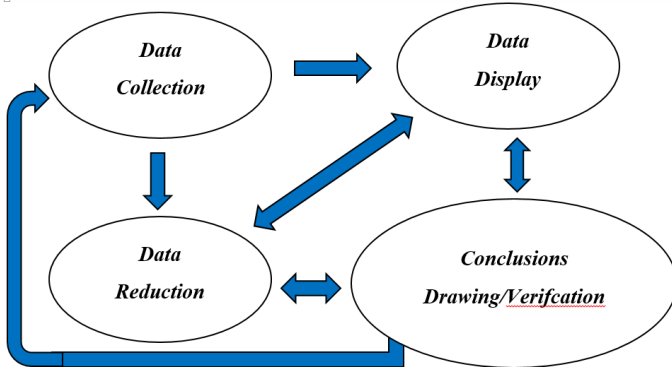 Data
Collection
Data
Display
Data
Reduction
Conclusions
Drawing/Verifcation